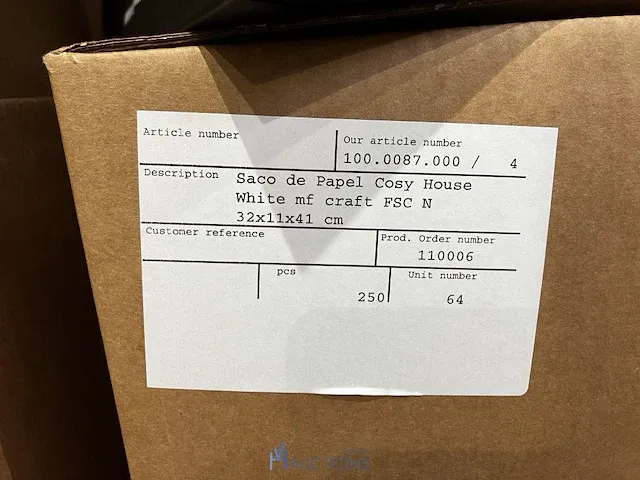 Article number
Our article number
100.0087.000 / 4
Description
Saco de Papel Cosy House
White mf craft FSC N
32x11x41 cm
Customer reference
Prod. Order number
110006
pcs
250
Unit number
64